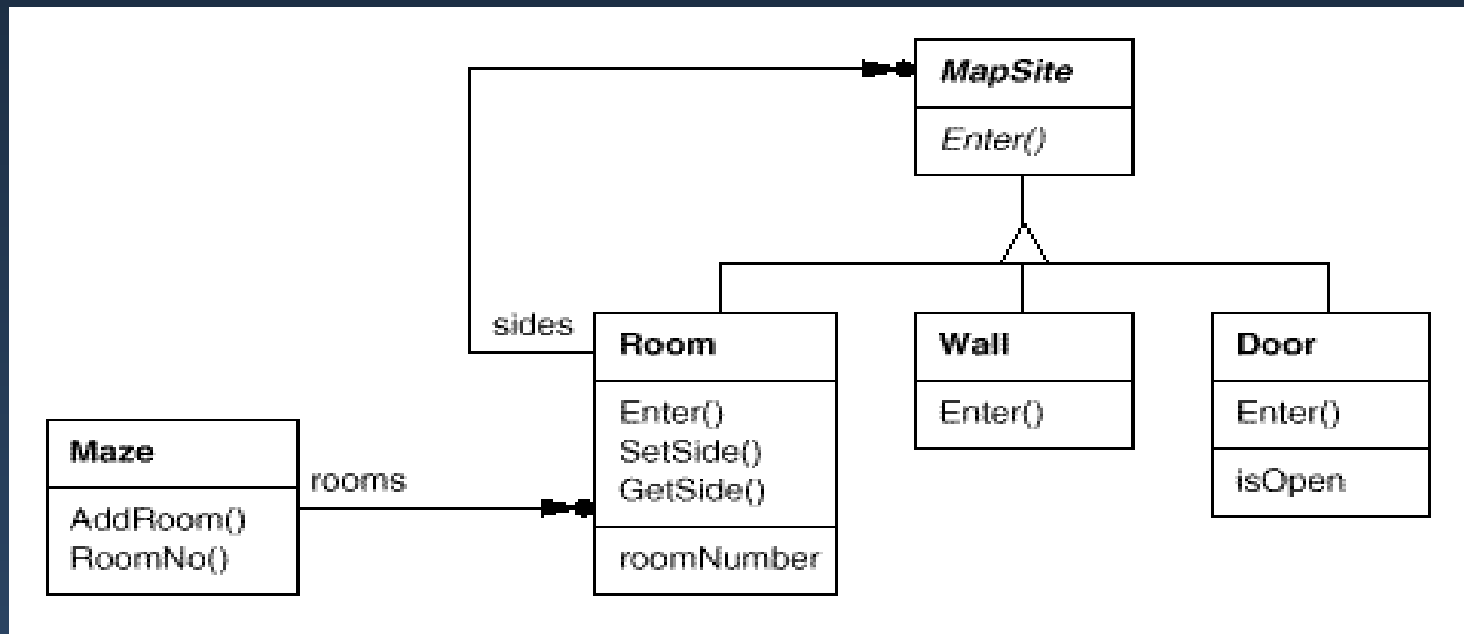 MapSite
Enter()
sides
Room
Enter()
SetSide()
GetSide()
roomNumber
Wall
Enter()
Door
Enter()
isOpen
Maze
AddRoom()
RoomNo()
rooms